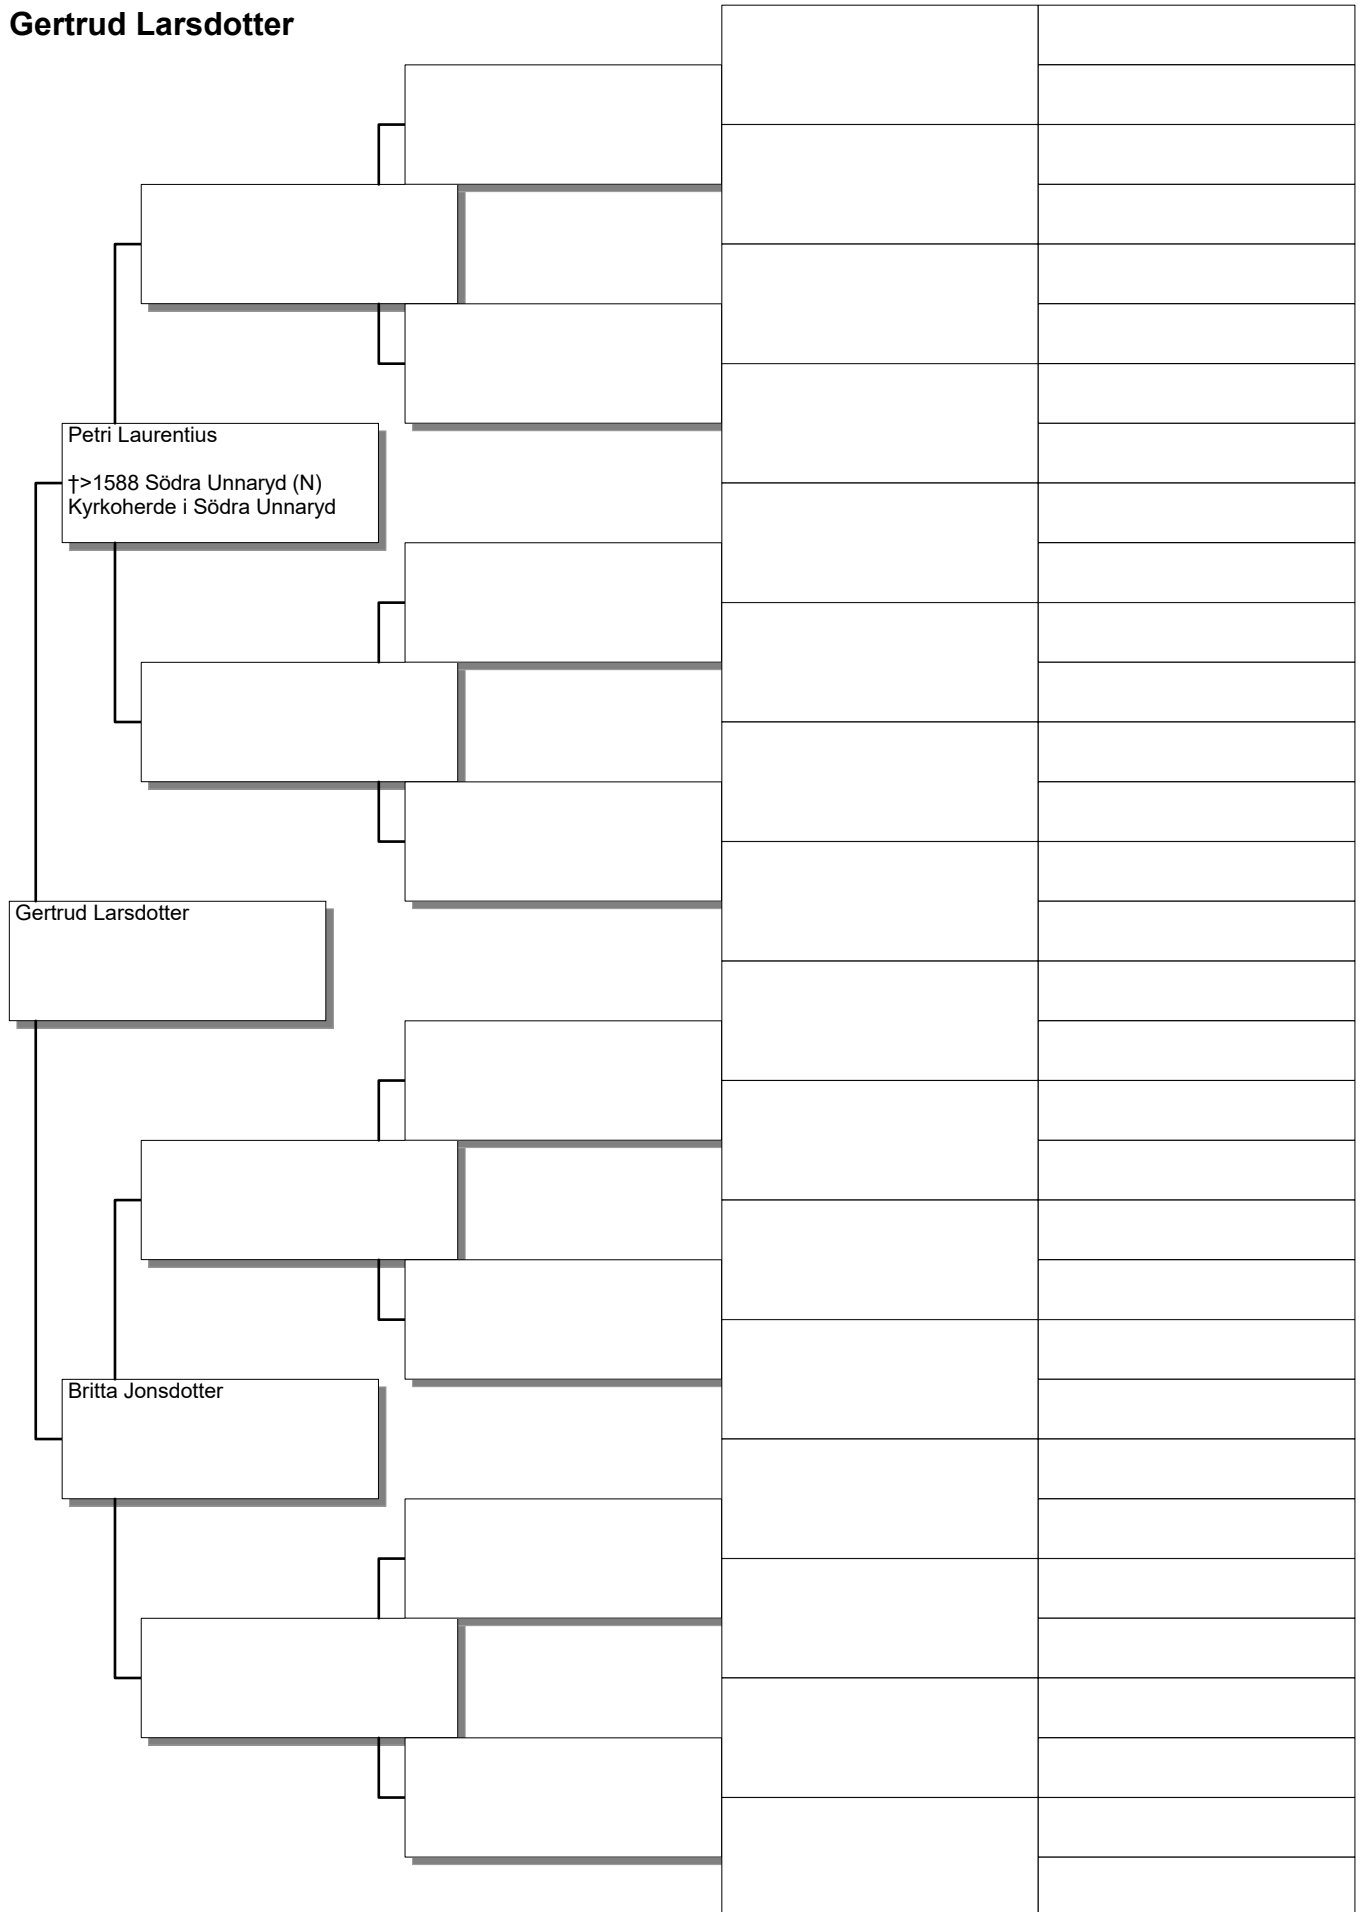 Gertrud Larsdotter
Petri Laurentius
†>1588 Södra Unnaryd (N)
Kyrkoherde i Södra Unnaryd
Gertrud Larsdotter
Britta Jonsdotter